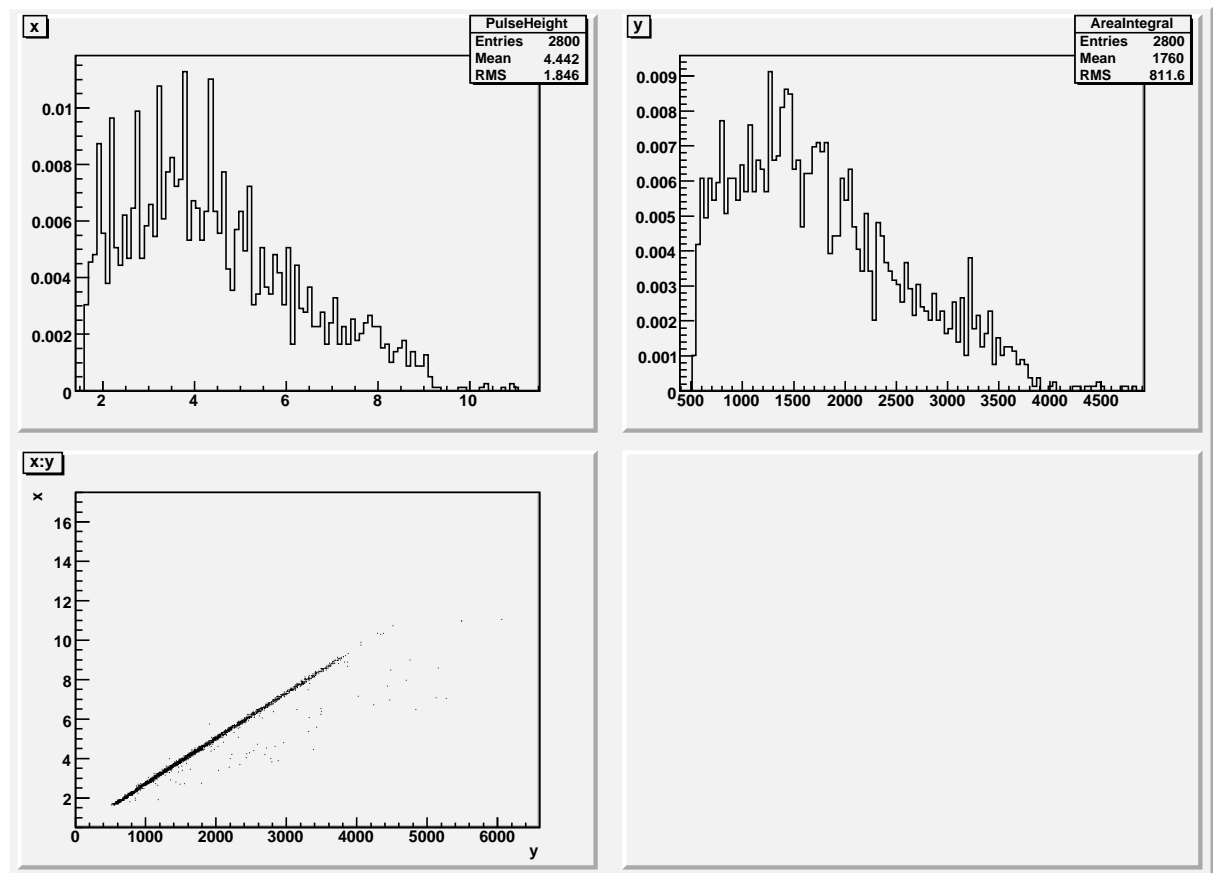 x
PulseHeight
Entries 2800
Mean 4.442
RMS 1.846
0.01
0.008
0.006
0.004
0.002
0
2 4 6 8 10
y
AreaIntegral
Entries 2800
Mean 1760
RMS 811.6
0.009
0.008
0.007
0.006
0.005
0.004
0.003
0.002
0.001
0
500 1000 1500 2000 2500 3000 3500 4000 4500
x:y
x
16
14
12
10
8
6
4
2
0 1000 2000 3000 4000 5000 6000
y